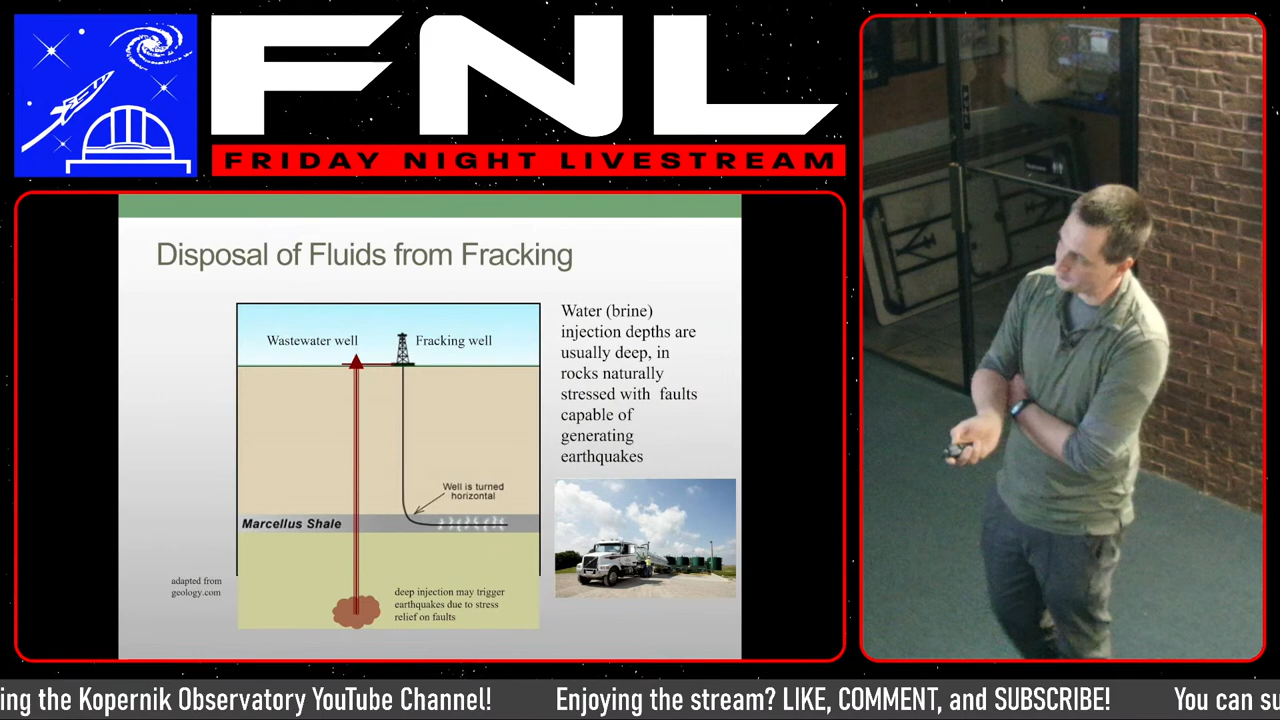 FNL
FRIDAY NIGHT LIVESTREAM
Disposal of Fluids from Fracking
Wastewater well
Fracking well
Well is turned
horizontal
Marcellus Shale
adapted from
geology.com
deep injection may trigger
earthquakes due to stress
relief on faults
Water (brine)
injection depths are
usually deep, in
rocks naturally
stressed with faults
capable of
generating
earthquakes
ing the Kopernik Observatory YouTube Channel!
Enjoying the stream? LIKE, COMMENT, and SUBSCRIBE!
You can su